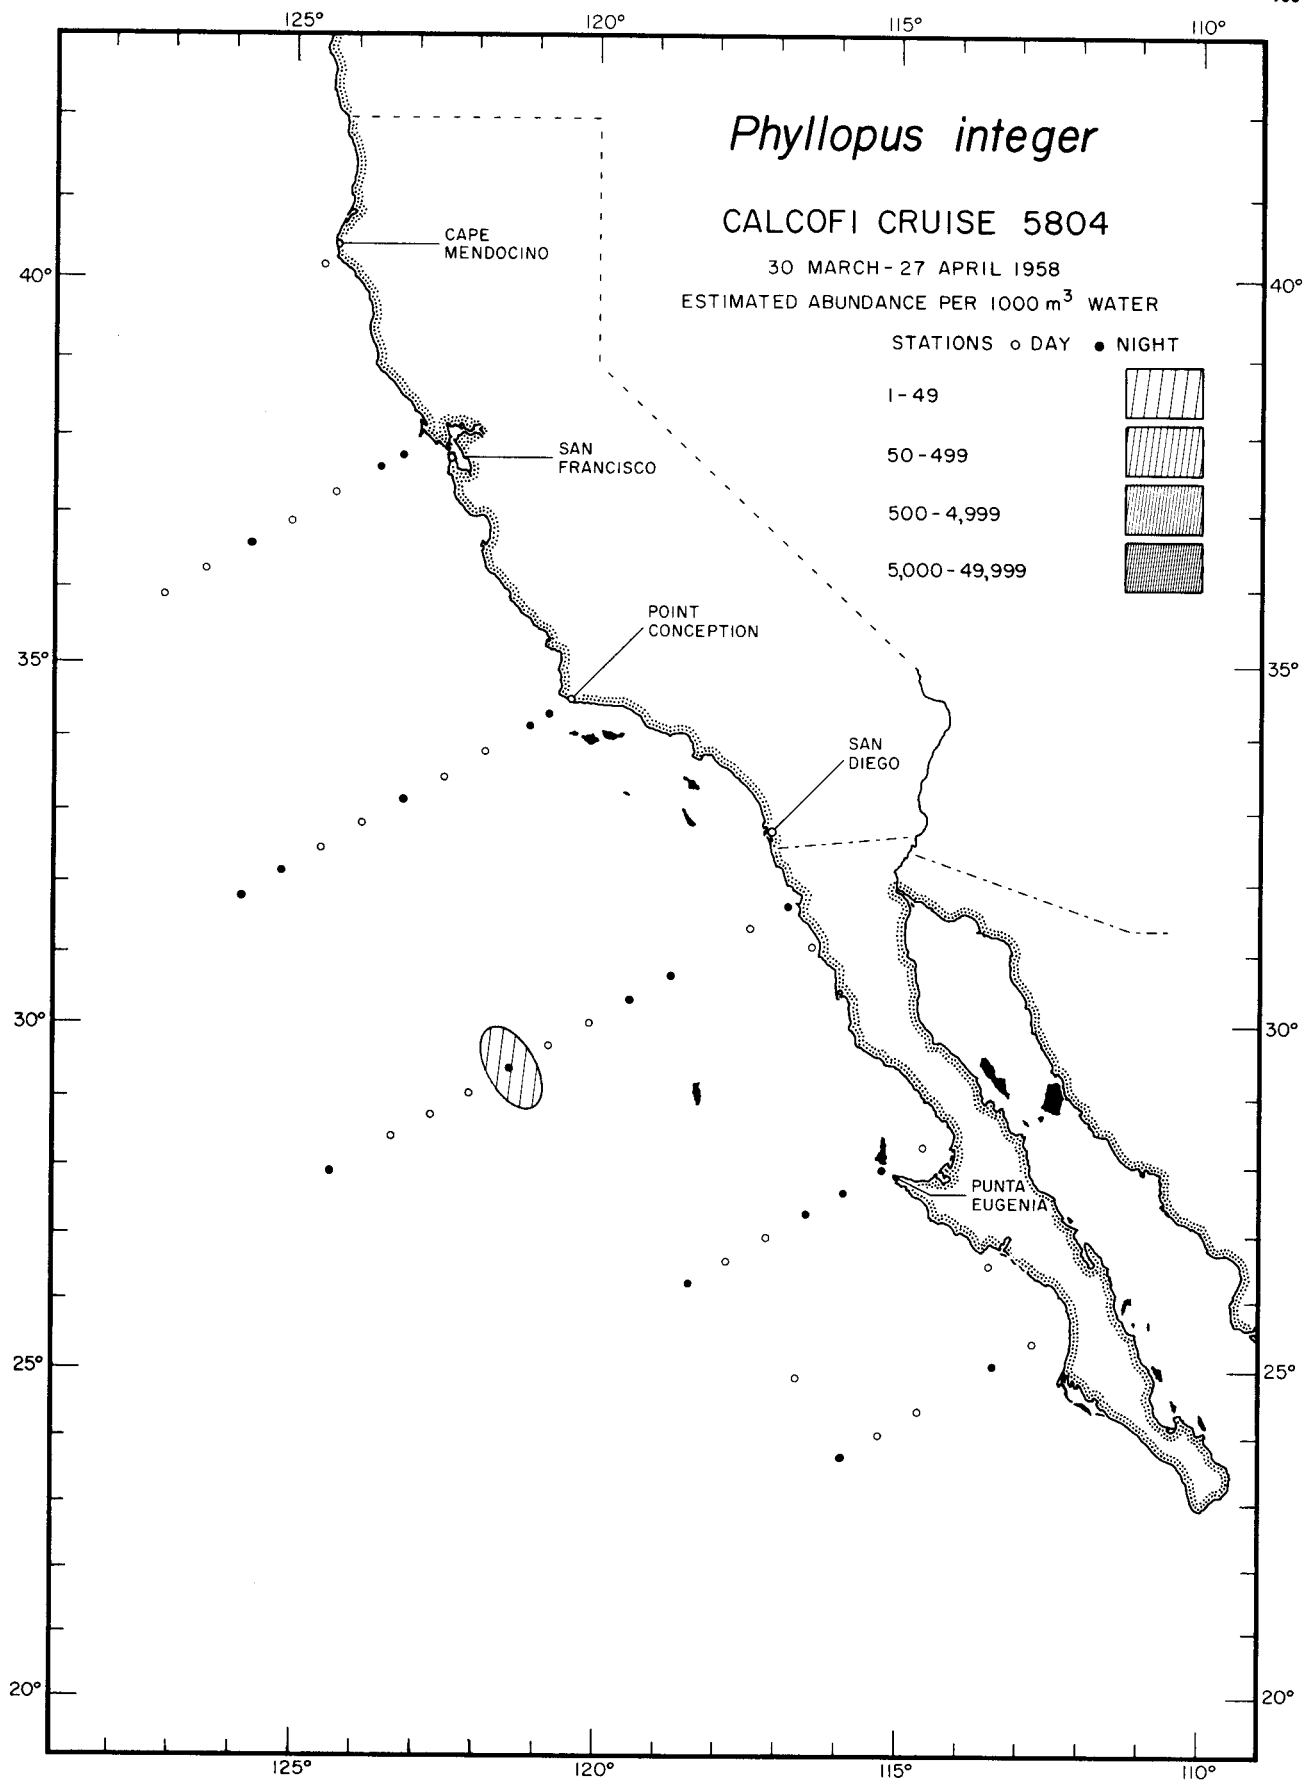 125°
120°
115°
110°
Phyllopus integer
CALCOFI CRUISE 5804
30 MARCH - 27 APRIL 1958
ESTIMATED ABUNDANCE PER 1000 m³ WATER
STATIONS o DAY ● NIGHT
1 - 49
50 - 499
500 - 4,999
5,000 - 49,999
CAPE
MENDOCINO
40°
40°
SAN
FRANCISCO
POINT
CONCEPTION
35°
35°
SAN
DIEGO
30°
30°
PUNTA
EUGENIA
25°
25°
20°
20°
125°
120°
115°
110°